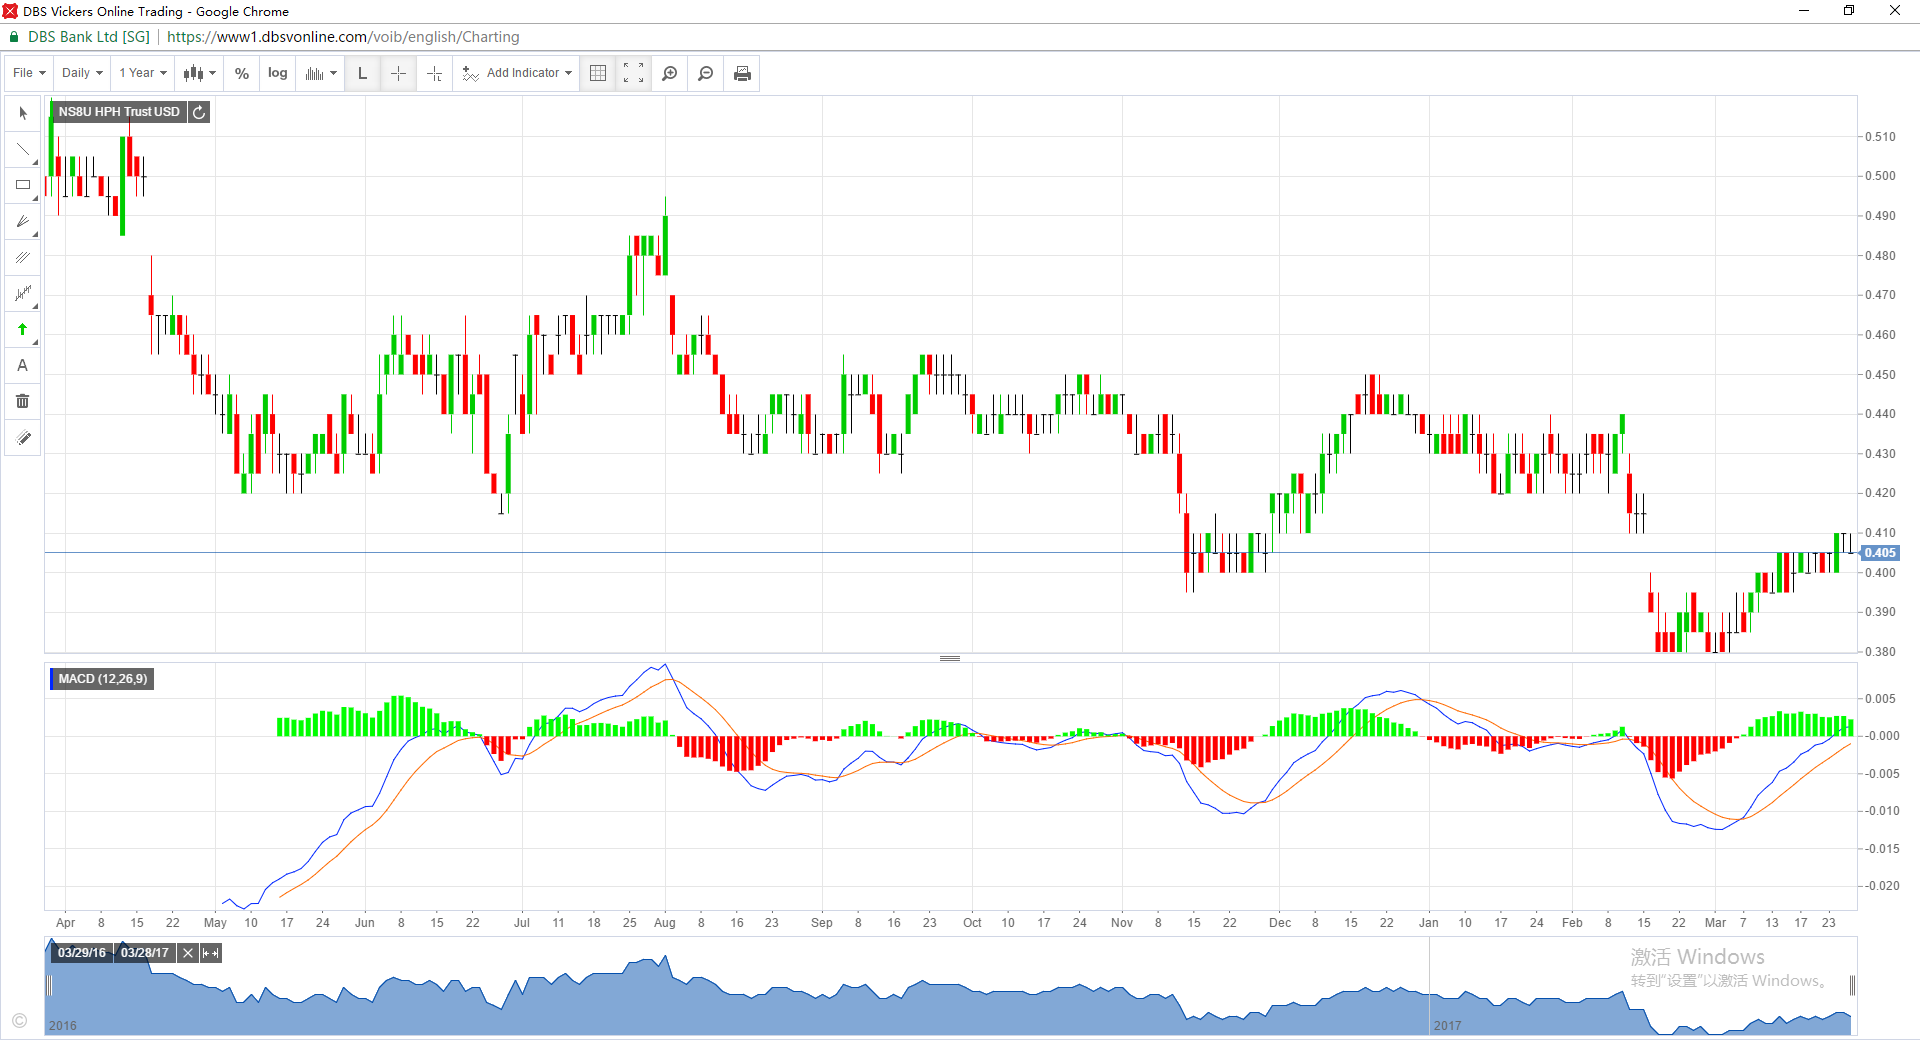 DBS Vickers Online Trading - Google Chrome
DBS Bank Ltd [SG] https://www1.dbsvonline.com/voib/english/Charting
File Daily 1 Year % log L Add Indicator
NS8U HPH Trust USD
A
0.510
0.500
0.490
0.480
0.470
0.460
0.450
0.440
0.430
0.420
0.410
0.405
0.400
0.390
0.380
MACD (12,26,9)
0.005
-0.000
-0.005
-0.010
-0.015
-0.020
Apr 8 15 22 May 10 17 24 Jun 8 15 22 Jul 11 18 25 Aug 8 16 23 Sep 8 16 23 Oct 10 17 24 Nov 8 15 22 Dec 8 15 22 Jan 10 17 24 Feb 8 15 22 Mar 7 13 17 23
03/29/16 03/28/17
激活 Windows
转到“设置”以激活 Windows。
©
2016 2017